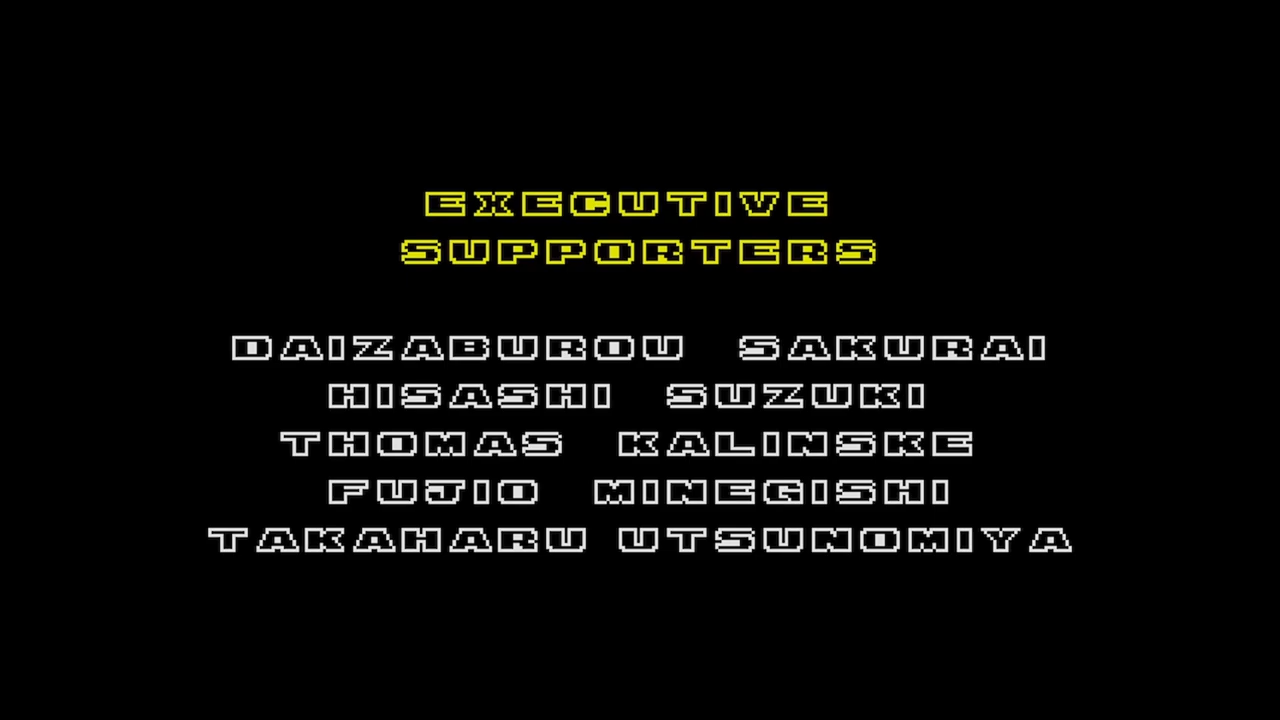 EXECUTIVE
SUPPORTERS
DAIZABUROU SAKURAI
HISASHI SUZUKI
THOMAS KALINSKE
FUJIO MINEGISHI
TAKAHARU UTSUNOMIYA